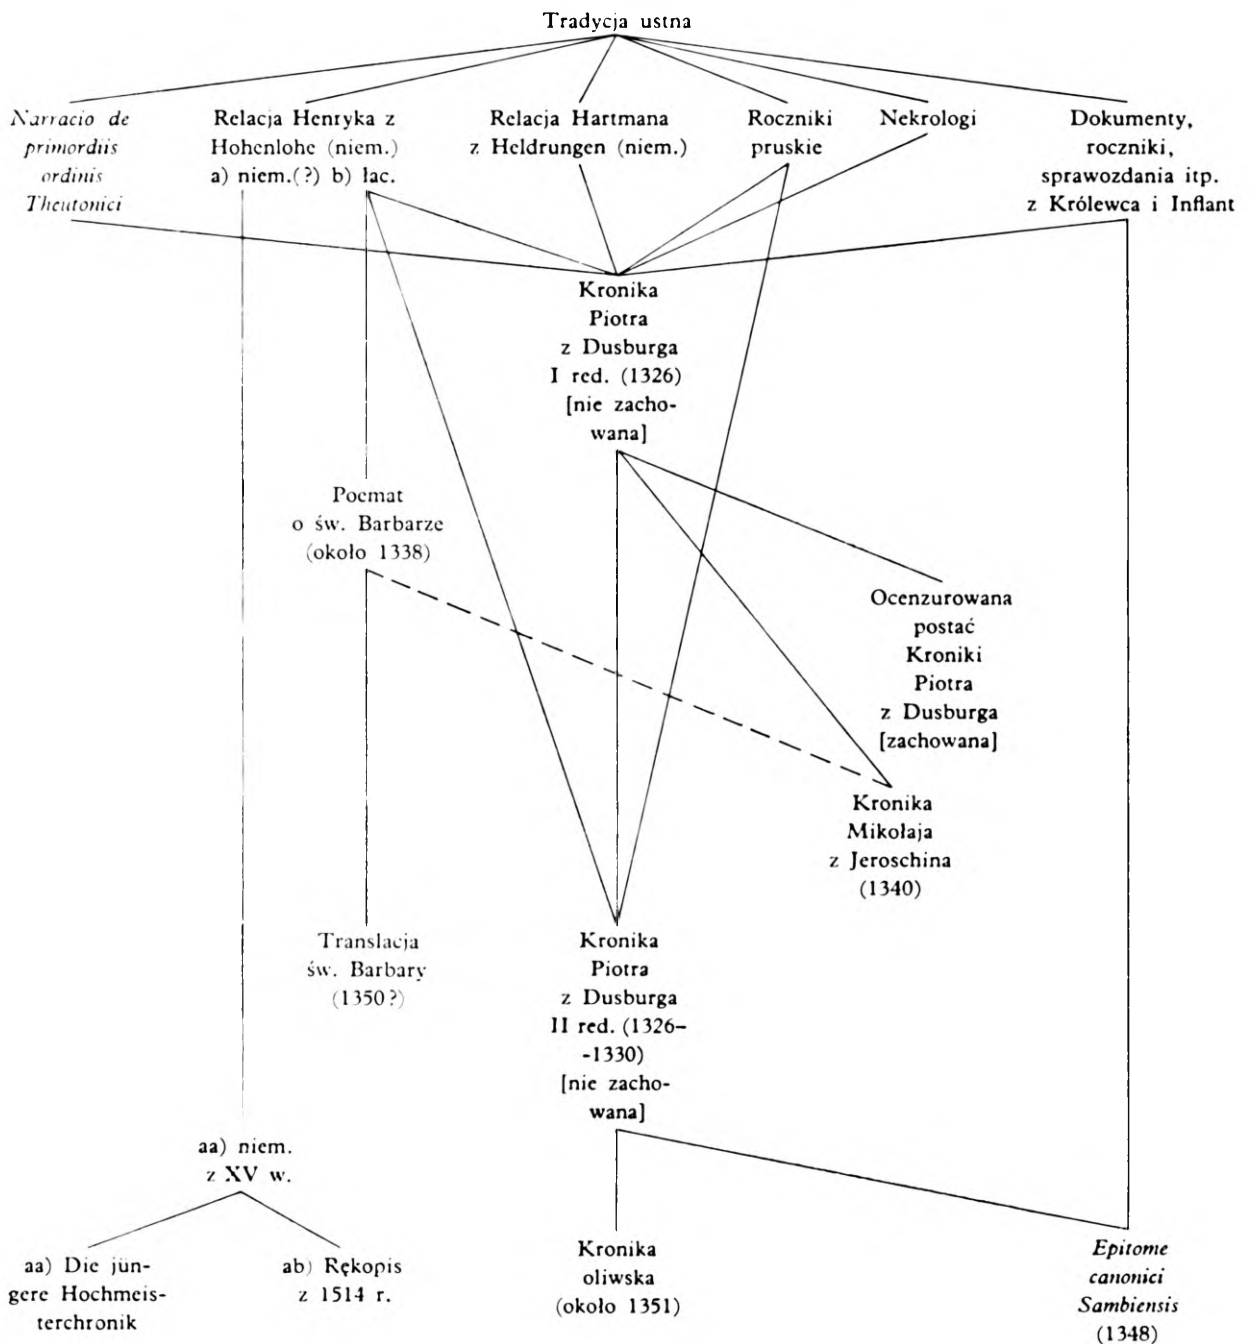 Tradycja ustna
Narracio de
primordiis
ordinis
Theutonici
Relacja Henryka z
Hohenlohe (niem.)
a) niem.(?) b) łac.
Relacja Hartmana
z Heldrungen (niem.)
Roczniki
pruskie
Nekrologi
Dokumenty,
roczniki,
sprawozdania itp.
z Królewca i Inflant
Kronika
Piotra
z Dusburga
I red. (1326)
[nie zacho-
wana]
Poemat
o św. Barbarze
(około 1338)
Ocenzurowana
postać
Kroniki
Piotra
z Dusburga
[zachowana]
Kronika
Mikołaja
z Jeroschina
(1340)
Translacja
św. Barbary
(1350?)
Kronika
Piotra
z Dusburga
II red. (1326–
-1330)
[nie zacho-
wana]
aa) niem.
z XV w.
aa) Die jün-
gere Hochmeis-
terchronik
ab) Rękopis
z 1514 r.
Kronika
oliwska
(około 1351)
Epitome
canonici
Sambiensis
(1348)